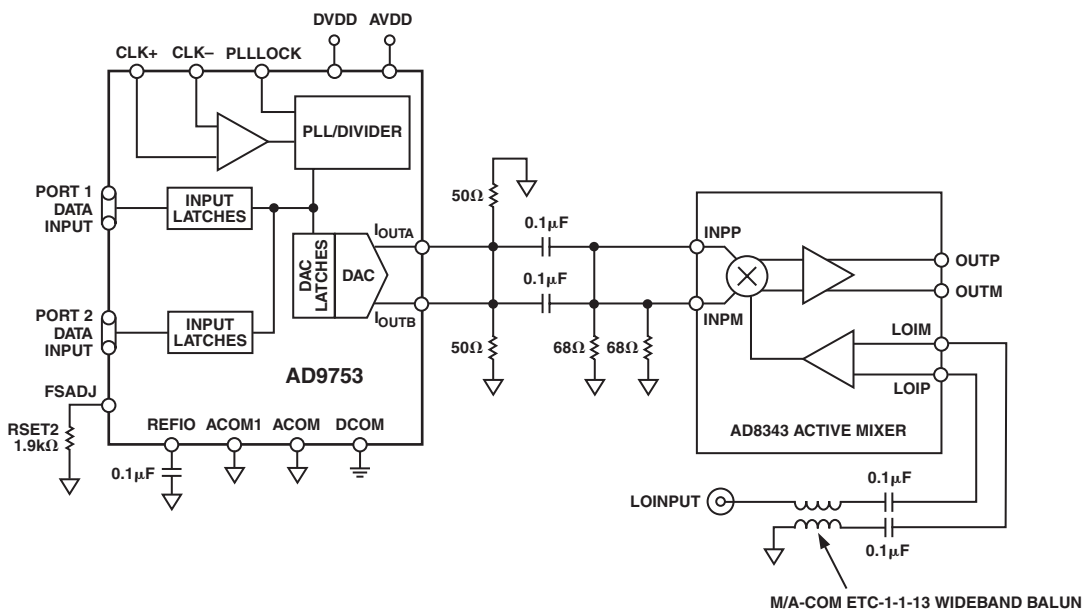 DVDD
AVDD
CLK+
CLK–
PLLLOCK
PLL/DIVIDER
PORT 1
DATA
INPUT
INPUT
LATCHES
DAC
LATCHES
DAC
IOUTA
IOUTB
PORT 2
DATA
INPUT
INPUT
LATCHES
AD9753
FSADJ
RSET2
1.9kΩ
REFIO
ACOM1
ACOM
DCOM
0.1μF
50Ω
0.1μF
0.1μF
50Ω
68Ω
68Ω
INPP
INPM
OUTP
OUTM
LOIM
LOIP
AD8343 ACTIVE MIXER
LOINPUT
0.1μF
0.1μF
M/A-COM ETC-1-1-13 WIDEBAND BALUN